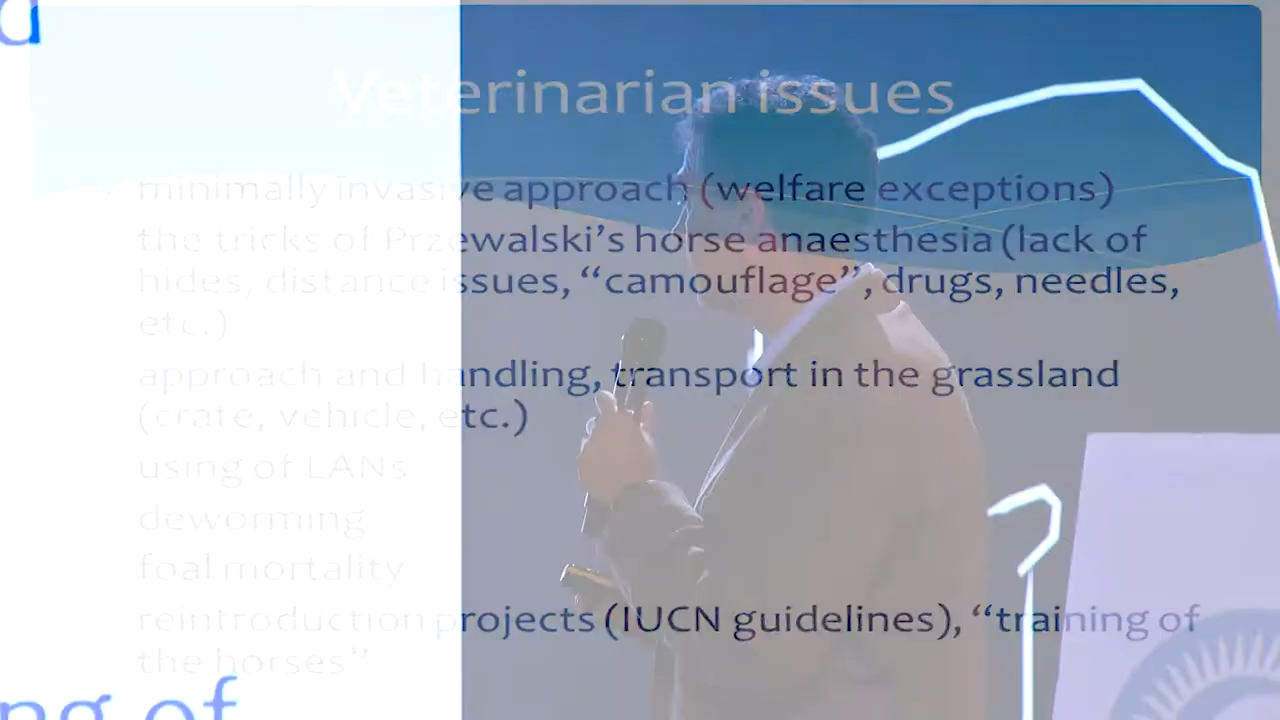 d
Veterinarian issues
minimally invasive approach (welfare exceptions)
the tricks of Przewalski’s horse anaesthesia (lack of
hides, distance issues, “camouflage”, drugs, needles,
etc.)
approach and handling, transport in the grassland
(crate, vehicle, etc.)
using of LANs
deworming
foal mortality
reintroduction projects (IUCN guidelines), “training of
the horses”
ng of